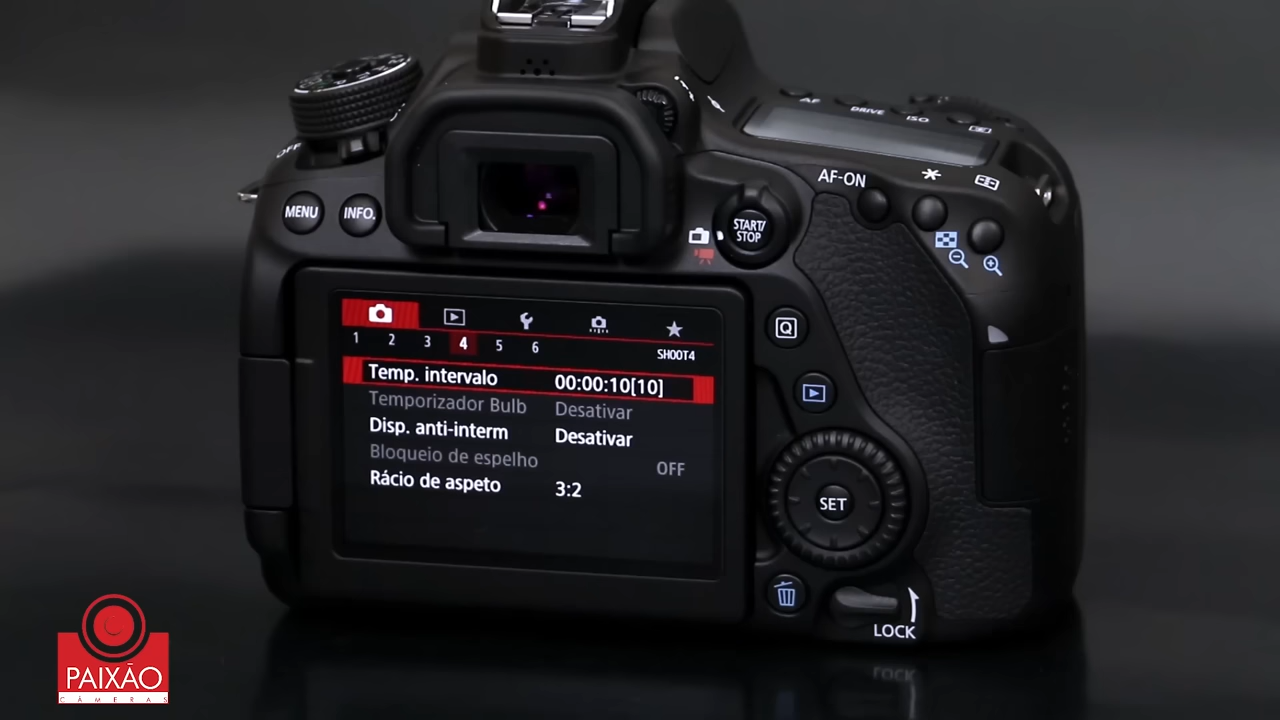 OFF
AF
DRIVE
ISO
AF-ON
MENU
INFO.
START/
STOP
Q
1 2 3 4 5 6
SHOOT4
Temp. intervalo 00:00:10[10]
Temporizador Bulb Desativar
Disp. anti-interm Desativar
Bloqueio de espelho OFF
Rácio de aspeto 3:2
SET
LOCK
PAIXÃO
CÂMERAS